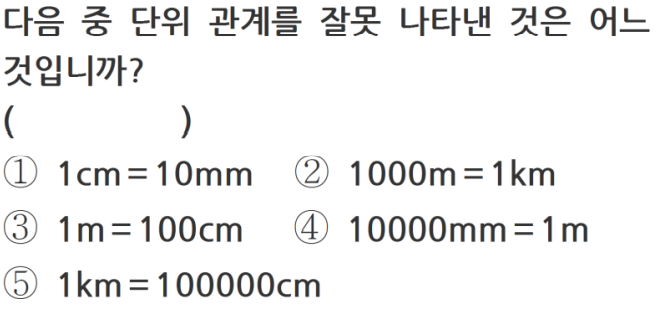 다음 중 단위 관계를 잘못 나타낸 것은 어느
것입니까?
( )
① 1cm=10mm ② 1000m=1km
③ 1m=100cm ④ 10000mm=1m
⑤ 1km=100000cm